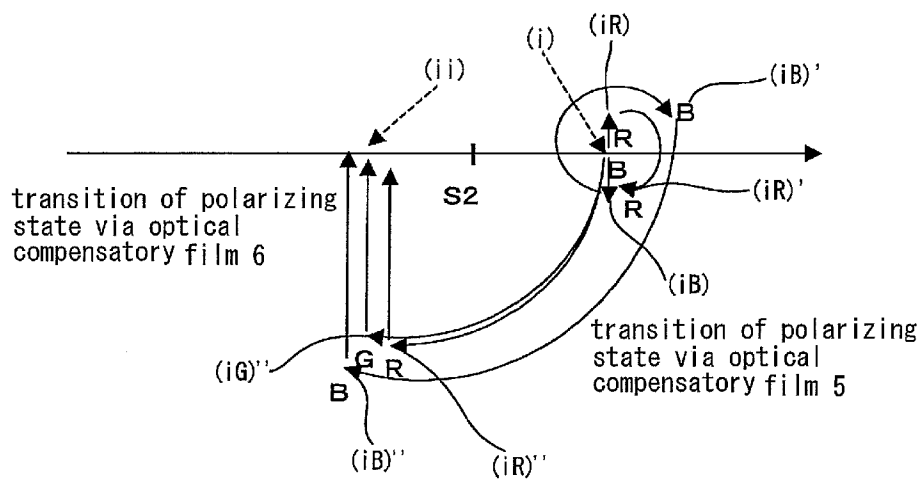 (iR)
(i)
(iB)'
(ii)
B
R
B
S2
R
(iR)'
transition of polarizing
state via optical
compensatory film 6
(iB)
transition of polarizing
state via optical
compensatory film 5
(iG)''
G
R
B
(iB)''
(iR)''